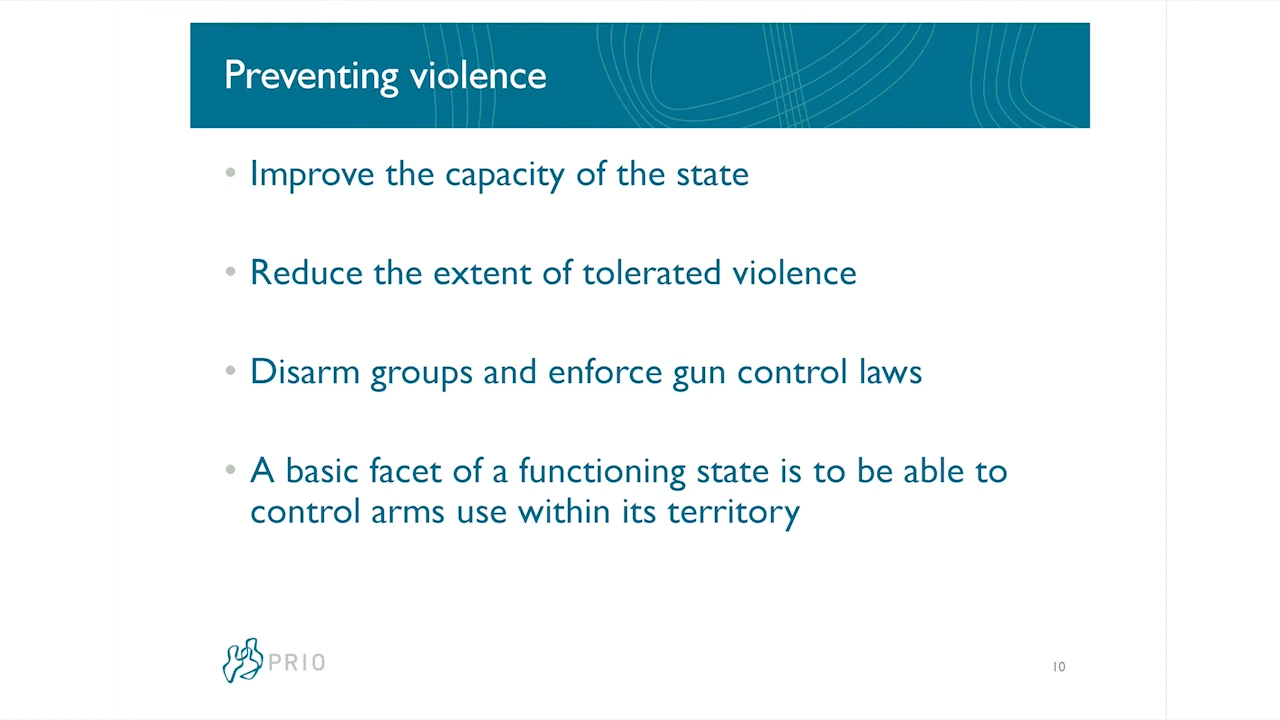 Preventing violence
• Improve the capacity of the state
• Reduce the extent of tolerated violence
• Disarm groups and enforce gun control laws
• A basic facet of a functioning state is to be able to
control arms use within its territory
PRIO
10